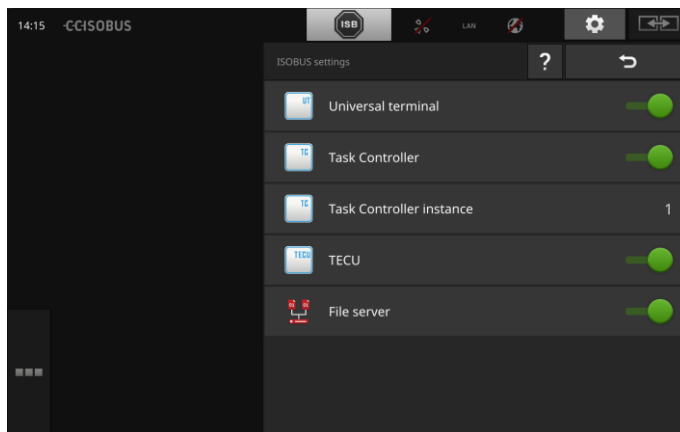 14:15 CCISOBUS ISB LAN
ISOBUS settings ?
UT Universal terminal
TC Task Controller
TC Task Controller instance 1
TECU TECU
File server